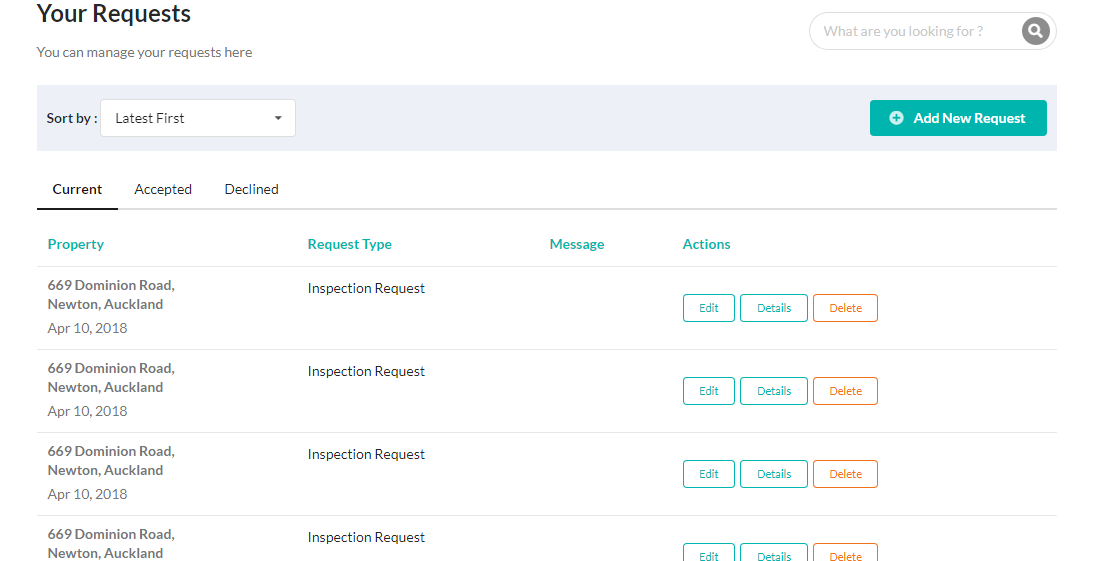 Your Requests
What are you looking for ?
You can manage your requests here
Sort by : Latest First
Add New Request
Current Accepted Declined
Property Request Type Message Actions
669 Dominion Road,
Newton, Auckland
Apr 10, 2018
Inspection Request
Edit Details Delete
669 Dominion Road,
Newton, Auckland
Apr 10, 2018
Inspection Request
Edit Details Delete
669 Dominion Road,
Newton, Auckland
Apr 10, 2018
Inspection Request
Edit Details Delete
669 Dominion Road,
Newton, Auckland
Inspection Request
Edit Details Delete